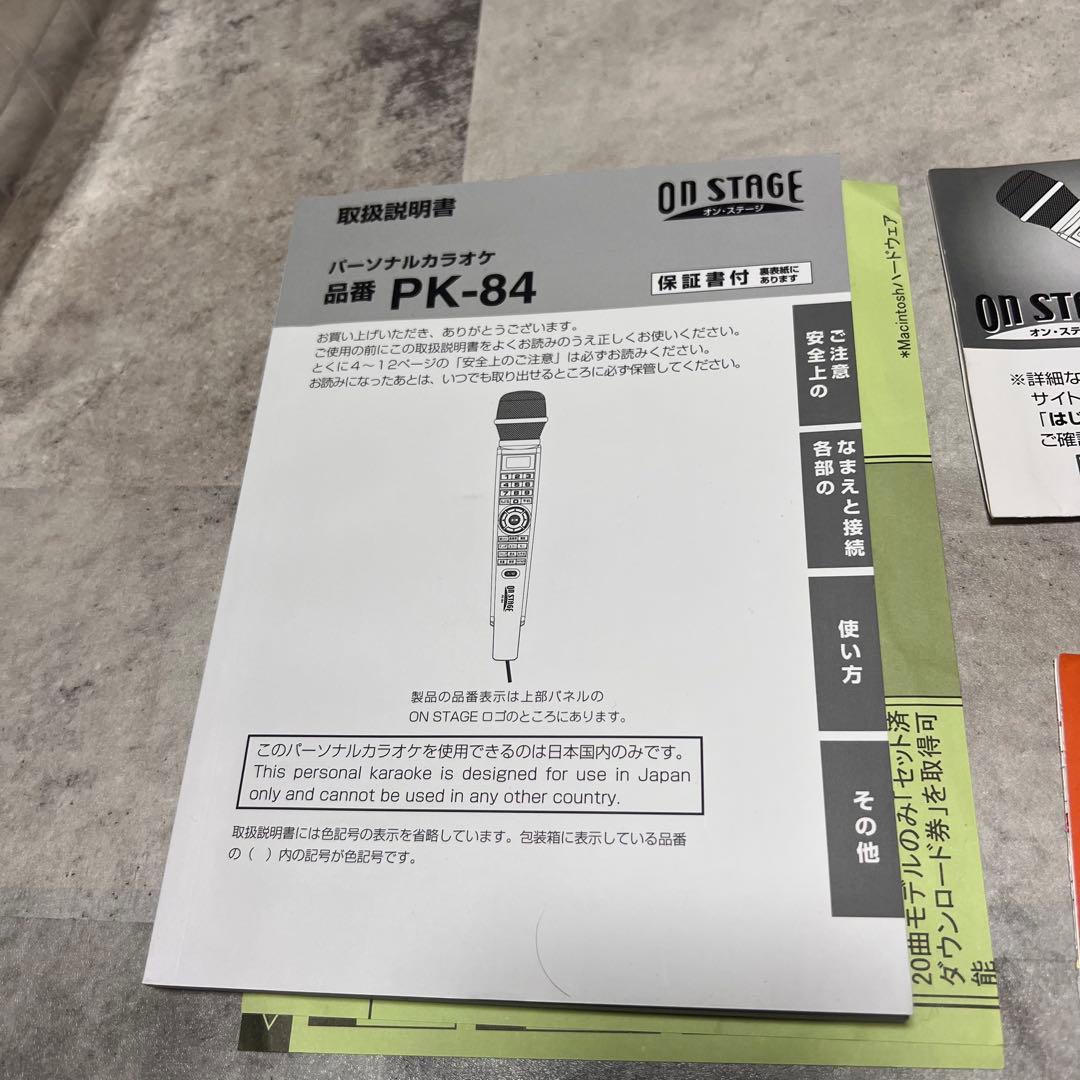 取扱説明書
ON STAGE
オン・ステージ
パーソナルカラオケ
品番 PK-84
保証書付 裏表紙に
あります
お買い上げいただき、ありがとうございます。
ご使用の前にこの取扱説明書をよくお読みのうえ正しくお使いください。
とくに４～１２ページの「安全上のご注意」は必ずお読みください。
お読みになったあとは、いつでも取り出せるところに必ず保管してください。
安全上の
ご注意
各部の
なまえと接続
使い方
その他
ON STAGE
製品の品番表示は上部パネルの
ON STAGE ロゴのところにあります。
このパーソナルカラオケを使用できるのは日本国内のみです。
This personal karaoke is designed for use in Japan
only and cannot be used in any other country.
取扱説明書には色記号の表示を省略しています。包装箱に表示している品番
の（　）内の記号が色記号です。
*Macintoshハードウェア
20曲モデルのみ「セット済
ダウンロード券」を取得可
能
ON STA
オン・ステ
※詳細な
サイト
「はじ
ご確認